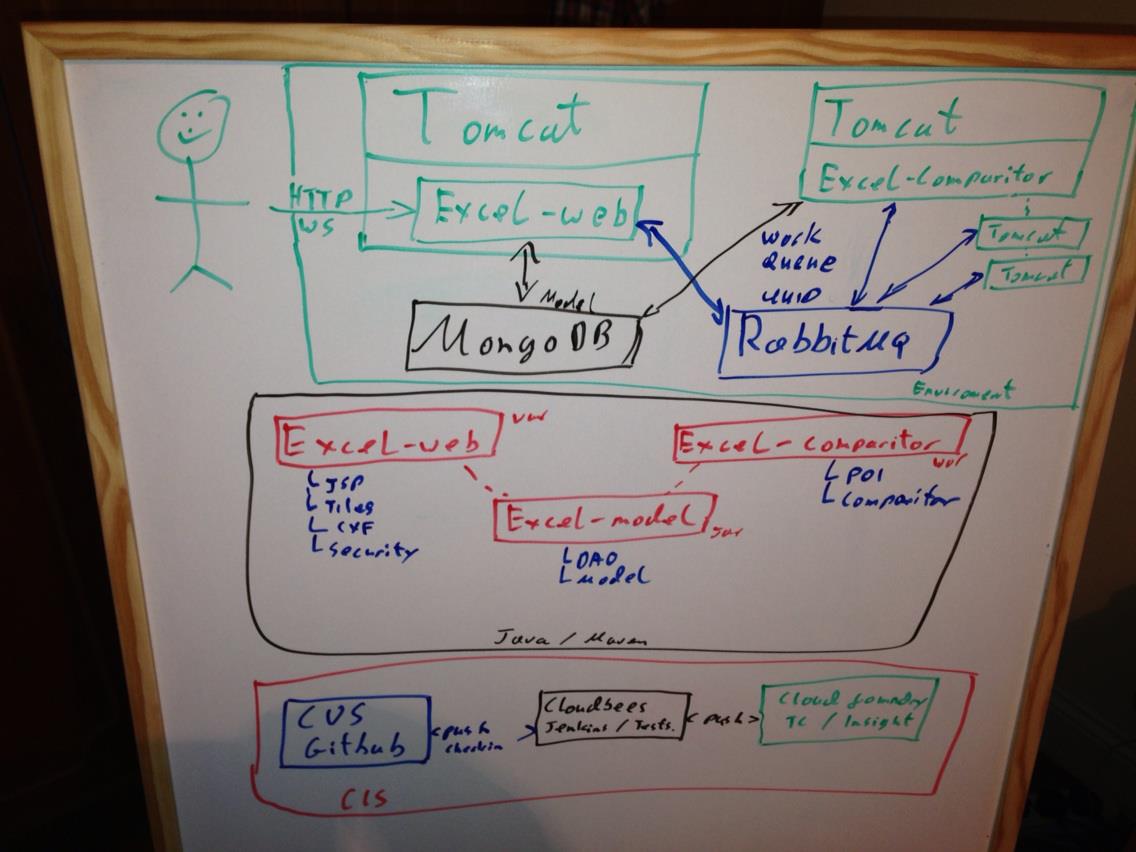 Tomcat
Tomcat
HTTP
WS
Excel-web
Excel-Comparitor
Work
Queue
UUID
Tomcat
Tomcat
Model
MongoDB
RabbitMQ
Enviroment
Excel-web
war
Excel-comparitor
war
JSP
Tiles
CXF
Security
POI
Comparitor
Excel-model
jar
DAO
Model
Java / Maven
CVS
Github
push
checkin
Cloudbees
Jenkins / Tests.
push
Cloud foundry
TC / Insight
CIS